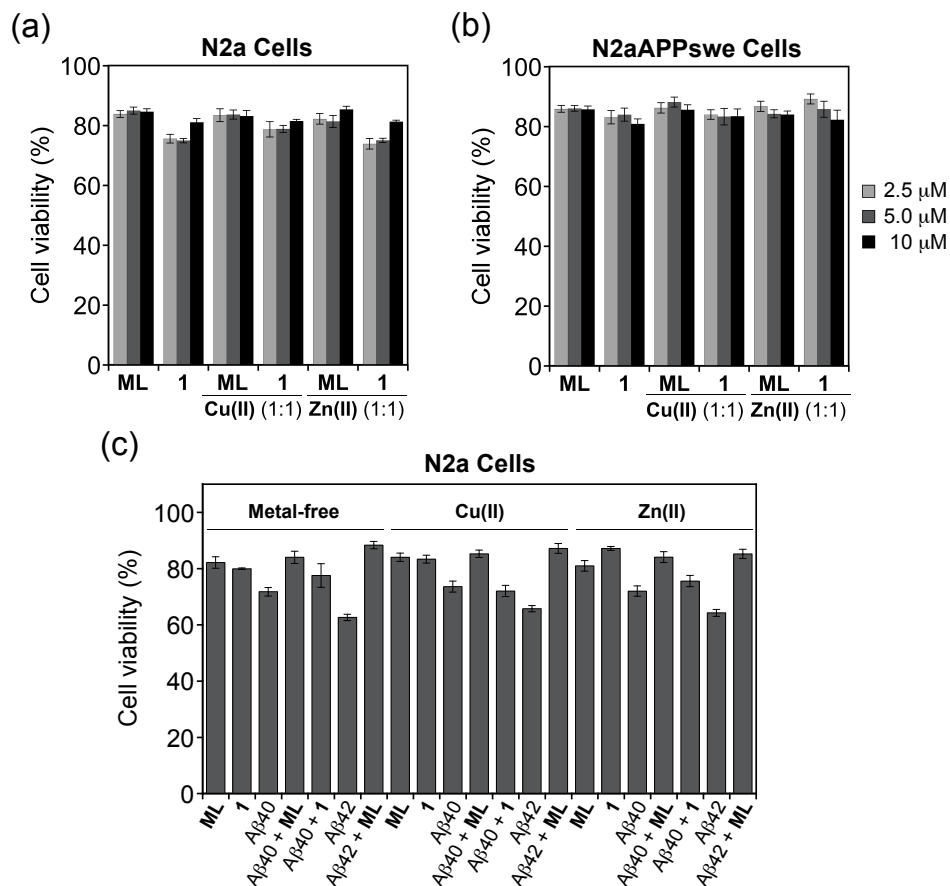 (a)
N2a Cells
Cell viability (%)
100
80
60
40
20
0
ML 1 ML 1 ML 1
Cu(II) (1:1) Zn(II) (1:1)
(b)
N2aAPPswe Cells
Cell viability (%)
100
80
60
40
20
0
ML 1 ML 1 ML 1
Cu(II) (1:1) Zn(II) (1:1)
2.5 μM
5.0 μM
10 μM
(c)
N2a Cells
Metal-free Cu(II) Zn(II)
Cell viability (%)
100
80
60
40
20
0
ML
1
Aβ40
Aβ40 + ML
Aβ40 + 1
Aβ42
Aβ42 + ML
ML
1
Aβ40
Aβ40 + ML
Aβ40 + 1
Aβ42
Aβ42 + ML
ML
1
Aβ40
Aβ40 + ML
Aβ40 + 1
Aβ42
Aβ42 + ML